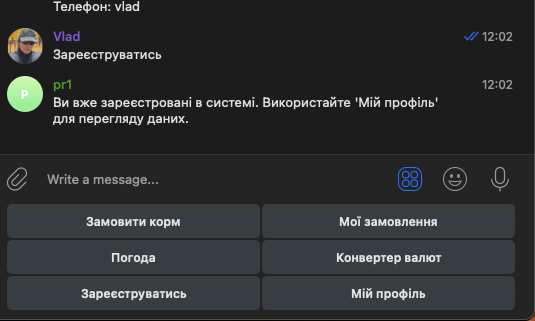 Телефон: vlad
Vlad
12:02
Зареєструватись
pr1
12:02
P
Ви вже зареєстровані в системі. Використайте 'Мій профіль'
для перегляду даних.
Write a message...
Замовити корм
Мої замовлення
Погода
Конвертер валют
Зареєструватись
Мій профіль